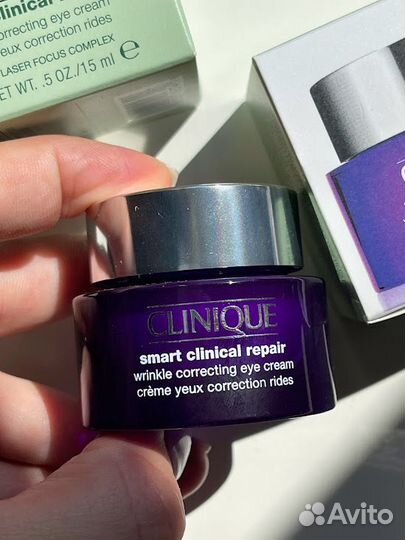 clinical repair
correcting eye cream
yeux correction rides
LASER FOCUS COMPLEX
NET WT. .5 OZ./15 ml e
CLINIQUE
smart clinical repair
wrinkle correcting eye cream
crème yeux correction rides
Avito